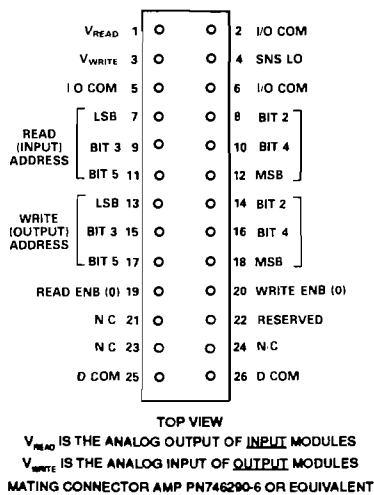 V_READ 1 2 I/O COM
V_WRITE 3 4 SNS LO
I O COM 5 6 I/O COM
READ (INPUT) ADDRESS
LSB 7 8 BIT 2
BIT 3 9 10 BIT 4
BIT 5 11 12 MSB
WRITE (OUTPUT) ADDRESS
LSB 13 14 BIT 2
BIT 3 15 16 BIT 4
BIT 5 17 18 MSB
READ ENB (0) 19 20 WRITE ENB (0)
N C 21 22 RESERVED
N C 23 24 N/C
D COM 25 26 D COM
TOP VIEW
V_READ IS THE ANALOG OUTPUT OF INPUT MODULES
V_WRITE IS THE ANALOG INPUT OF OUTPUT MODULES
MATING CONNECTOR AMP PN746290-6 OR EQUIVALENT